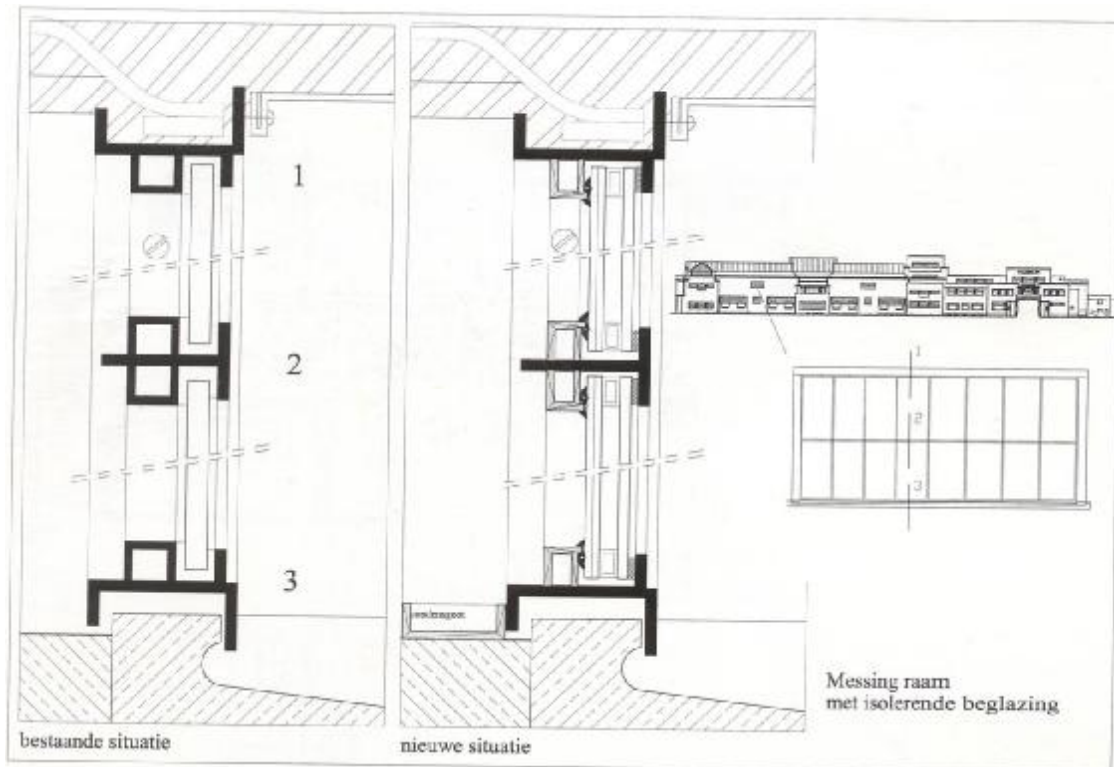 1
2
3
bestaande situatie
nieuwe situatie
1
2
3
Messing raam
met isolerende beglazing